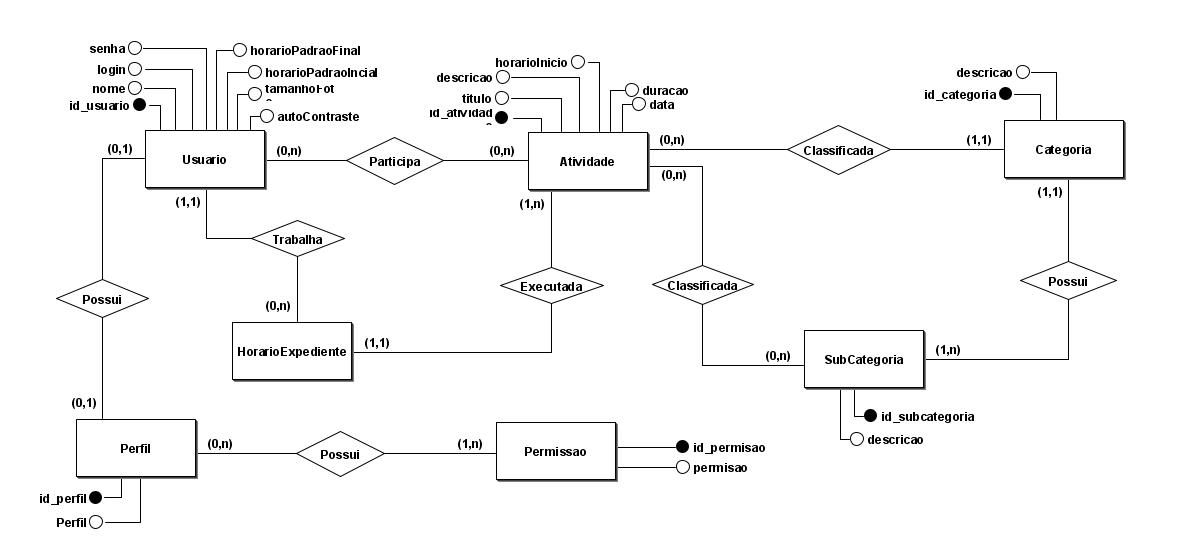 senha
login
nome
id_usuario
horarioPadraoFinal
horarioPadraoIncial
tamanhoFot
autoContraste
horarioInicio
descricao
titulo
id_atividad
duracao
data
descricao
id_categoria
(0,1)
Usuario
(0,n)
Participa
(0,n)
Atividade
(0,n)
Classificada
(1,1)
Categoria
(0,n)
(1,1)
(1,n)
(1,1)
Trabalha
Possui
Executada
Classificada
Possui
(0,n)
HorarioExpediente
(1,1)
(0,n)
SubCategoria
(1,n)
(0,1)
id_subcategoria
descricao
Perfil
(0,n)
Possui
(1,n)
Permissao
id_permisao
permisao
id_perfil
Perfil